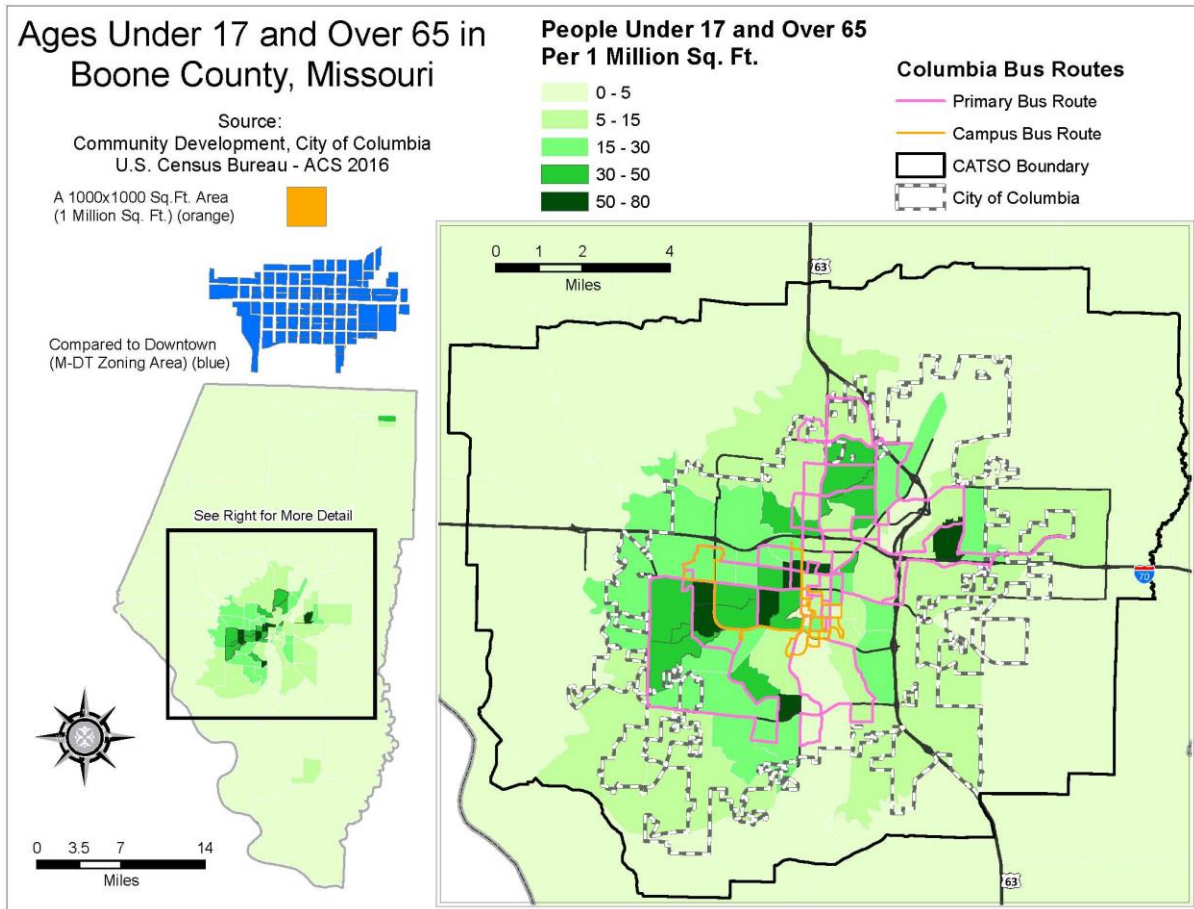 Ages Under 17 and Over 65 in
Boone County, Missouri
Source:
Community Development, City of Columbia
U.S. Census Bureau - ACS 2016
A 1000x1000 Sq.Ft. Area
(1 Million Sq. Ft.) (orange)
Compared to Downtown
(M-DT Zoning Area) (blue)
People Under 17 and Over 65
Per 1 Million Sq. Ft.
0 - 5
5 - 15
15 - 30
30 - 50
50 - 80
Columbia Bus Routes
Primary Bus Route
Campus Bus Route
CATSO Boundary
City of Columbia
See Right for More Detail
0 3.5 7 14
Miles
0 1 2 4
Miles
63
70
63